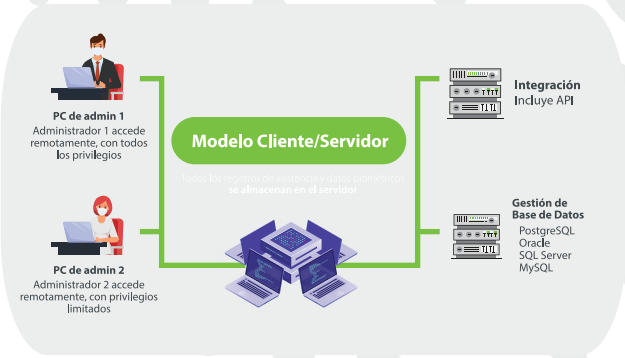 PC de admin 1
Administrador 1 accede
remotamente, con todos
los privilegios
PC de admin 2
Administrador 2 accede
remotamente, con privilegios
limitados
Modelo Cliente/Servidor
Todos los registros de asistencia y datos biométricos
se almacenan en el servidor
Integración
Incluye API
Gestión de
Base de Datos
PostgreSQL
Oracle
SQL Server
MySQL